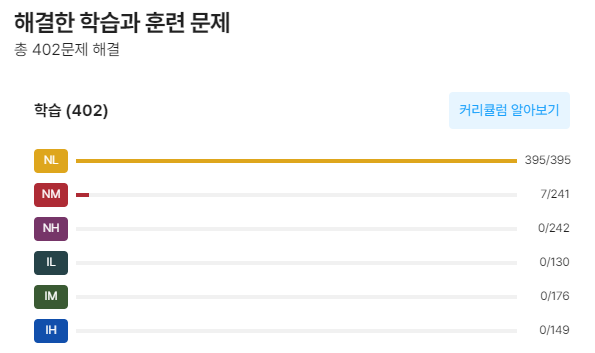 해결한 학습과 훈련 문제
총 402문제 해결
학습 (402)
커리큘럼 알아보기
NL 395/395
NM 7/241
NH 0/242
IL 0/130
IM 0/176
IH 0/149